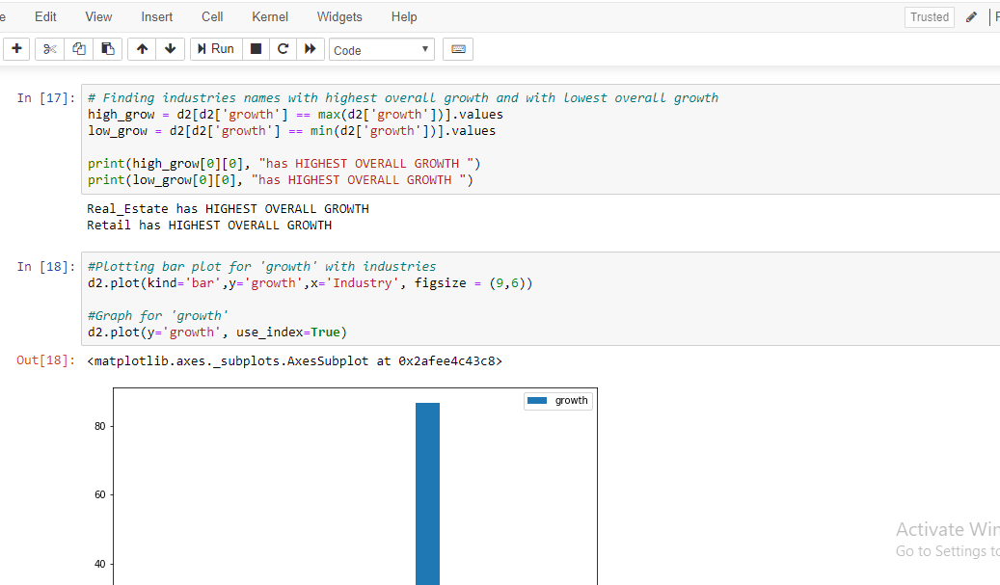 e Edit View Insert Cell Kernel Widgets Help Trusted
Run Code
In [17]: # Finding industries names with highest overall growth and with lowest overall growth
high_grow = d2[d2['growth'] == max(d2['growth'])].values
low_grow = d2[d2['growth'] == min(d2['growth'])].values
print(high_grow[0][0], "has HIGHEST OVERALL GROWTH ")
print(low_grow[0][0], "has HIGHEST OVERALL GROWTH ")
Real_Estate has HIGHEST OVERALL GROWTH
Retail has HIGHEST OVERALL GROWTH
In [18]: #Plotting bar plot for 'growth' with industries
d2.plot(kind='bar',y='growth',x='Industry', figsize = (9,6))
#Graph for 'growth'
d2.plot(y='growth', use_index=True)
Out[18]: <matplotlib.axes._subplots.AxesSubplot at 0x2afee4c43c8>
growth
80
60
40
Activate Win
Go to Settings to